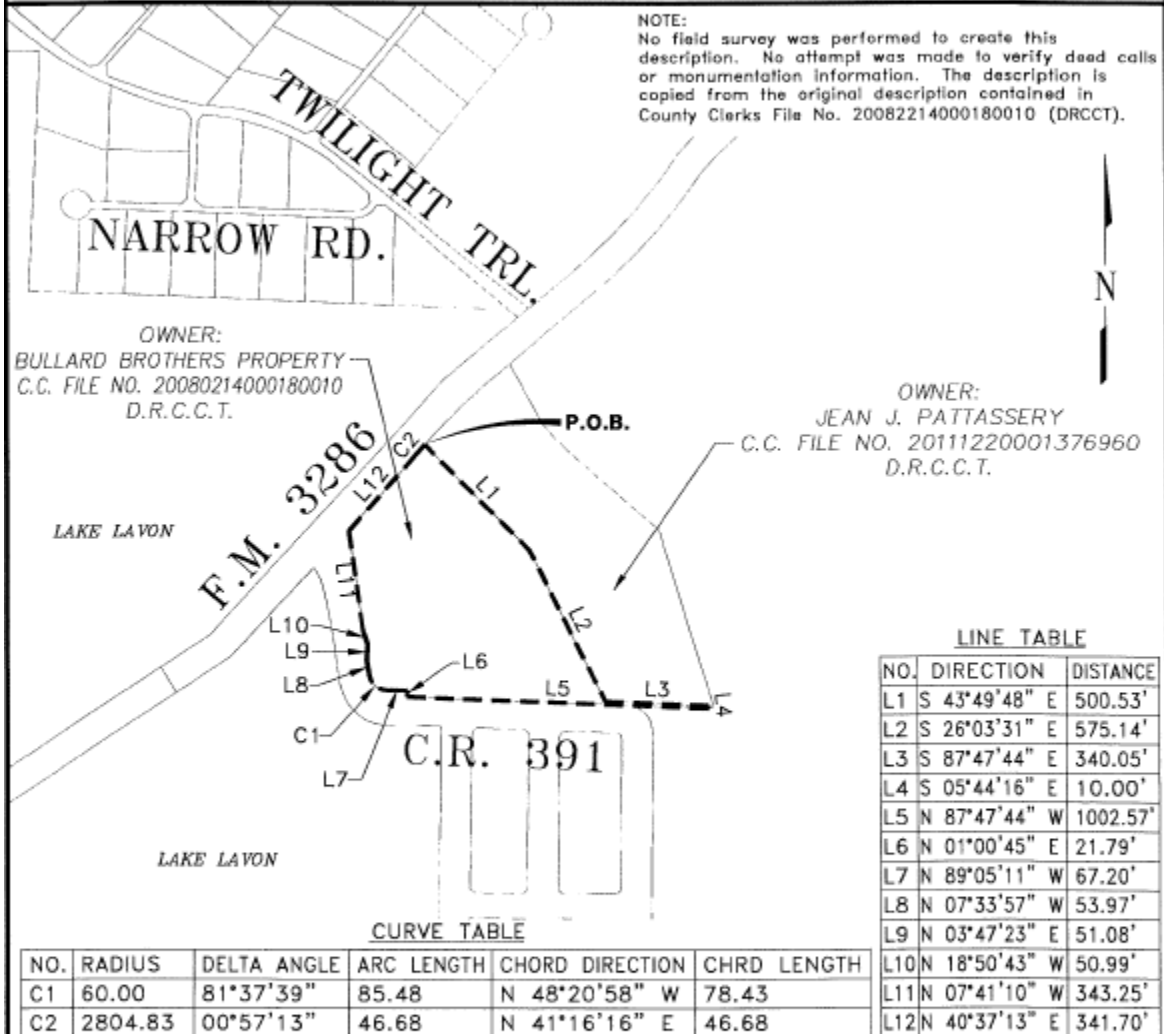 NOTE:
No field survey was performed to create this
description. No attempt was made to verify deed calls
or monumentation information. The description is
copied from the original description contained in
County Clerks File No. 20082214000180010 (DRCCT).
TWILIGHT TRL.
NARROW RD.
N
OWNER:
BULLARD BROTHERS PROPERTY
C.C. FILE NO. 20080214000180010
D.R.C.C.T.
OWNER:
JEAN J. PATTASSERY
C.C. FILE NO. 20111220001376960
D.R.C.C.T.
P.O.B.
F.M. 3286
L12
C2
L1
LAKE LAVON
L11
L2
L10
L9
L8
L6
L5
L3
L4
C1
L7
C.R. 391
LAKE LAVON
LINE TABLE
NO. DIRECTION DISTANCE
L1 S 43°49'48" E 500.53'
L2 S 26°03'31" E 575.14'
L3 S 87°47'44" E 340.05'
L4 S 05°44'16" E 10.00'
L5 N 87°47'44" W 1002.57'
L6 N 01°00'45" E 21.79'
L7 N 89°05'11" W 67.20'
L8 N 07°33'57" W 53.97'
L9 N 03°47'23" E 51.08'
L10 N 18°50'43" W 50.99'
L11 N 07°41'10" W 343.25'
L12 N 40°37'13" E 341.70'
CURVE TABLE
NO. RADIUS DELTA ANGLE ARC LENGTH CHORD DIRECTION CHRD LENGTH
C1 60.00 81°37'39" 85.48 N 48°20'58" W 78.43
C2 2804.83 00°57'13" 46.68 N 41°16'16" E 46.68